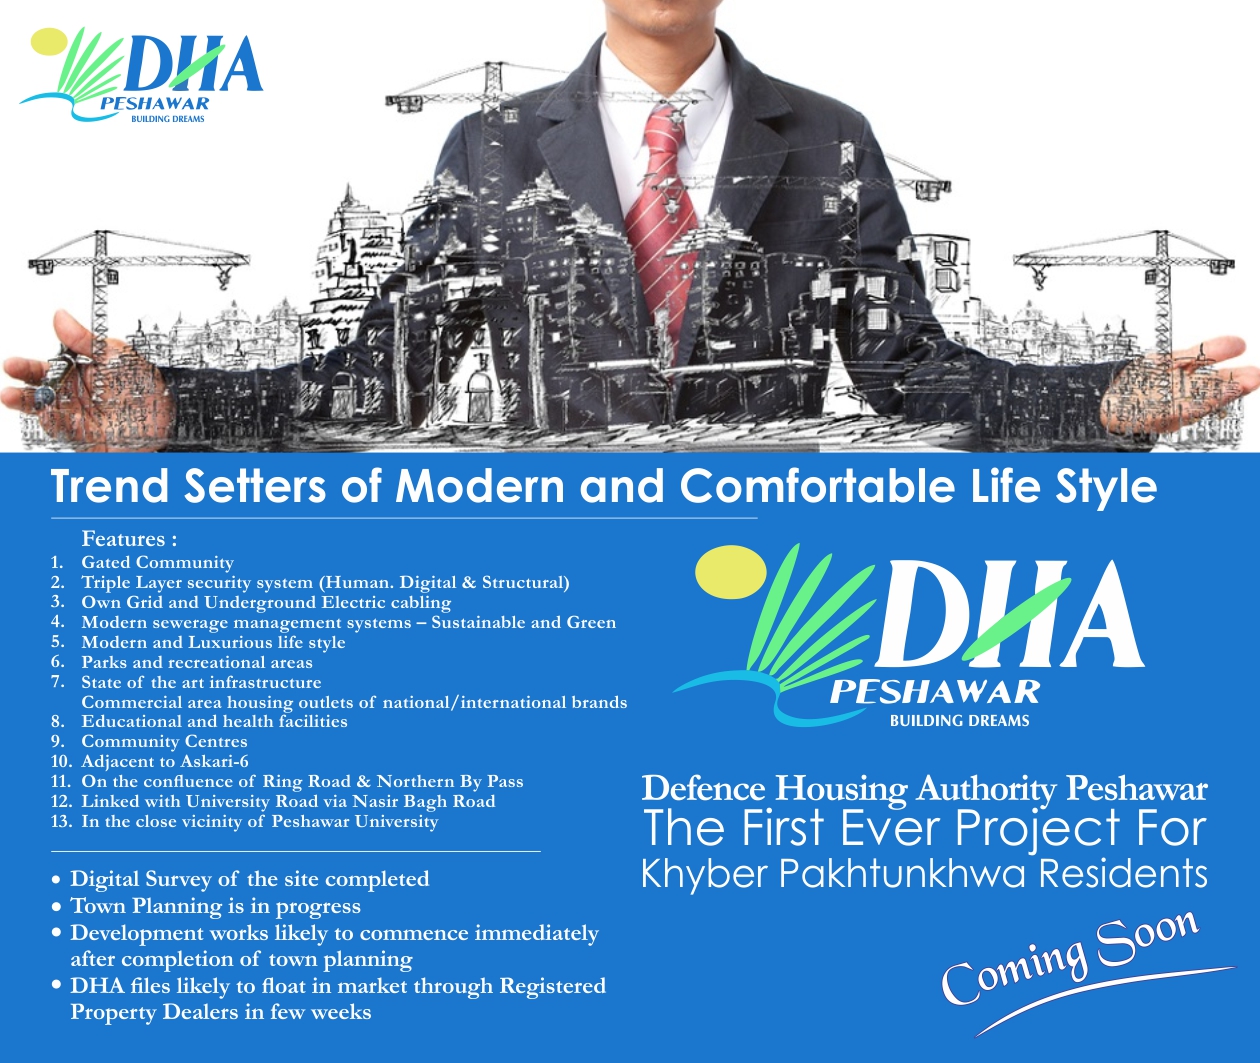 DHA
PESHAWAR
BUILDING DREAMS
Trend Setters of Modern and Comfortable Life Style
Features :
1. Gated Community
2. Triple Layer security system (Human. Digital & Structural)
3. Own Grid and Underground Electric cabling
4. Modern sewerage management systems – Sustainable and Green
5. Modern and Luxurious life style
6. Parks and recreational areas
7. State of the art infrastructure
Commercial area housing outlets of national/international brands
8. Educational and health facilities
9. Community Centres
10. Adjacent to Askari-6
11. On the confluence of Ring Road & Northern By Pass
12. Linked with University Road via Nasir Bagh Road
13. In the close vicinity of Peshawar University
• Digital Survey of the site completed
• Town Planning is in progress
• Development works likely to commence immediately
after completion of town planning
• DHA files likely to float in market through Registered
Property Dealers in few weeks
DHA
PESHAWAR
BUILDING DREAMS
Defence Housing Authority Peshawar
The First Ever Project For
Khyber Pakhtunkhwa Residents
Coming Soon